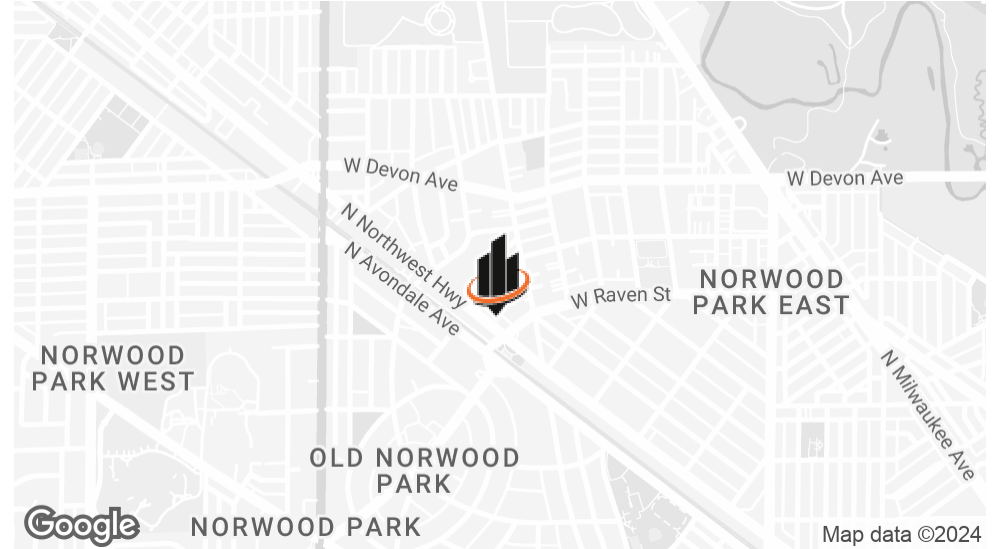 W Devon Ave
W Devon Ave
N Northwest Hwy
N Avondale Ave
W Raven St
NORWOOD
PARK EAST
NORWOOD
PARK WEST
N Milwaukee Ave
OLD NORWOOD
PARK
NORWOOD PARK
Google
Map data ©2024